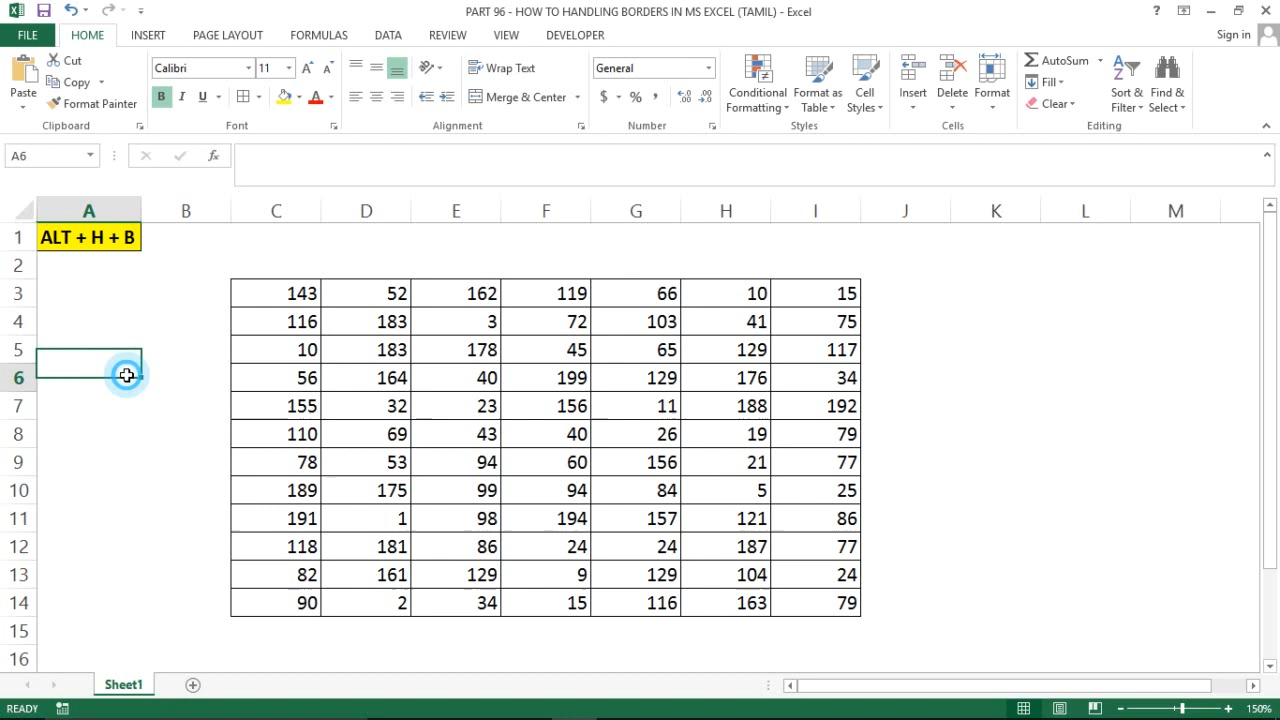 PART 96 - HOW TO HANDLING BORDERS IN MS EXCEL (TAMIL) - Excel
FILE HOME INSERT PAGE LAYOUT FORMULAS DATA REVIEW VIEW DEVELOPER Sign in
Cut
Copy
Format Painter
Paste
Clipboard
Calibri 11
B I U
Font
Wrap Text
Merge & Center
Alignment
General
$ % ,
Number
Conditional Formatting
Format as Table
Cell Styles
Styles
Insert Delete Format
Cells
AutoSum
Fill
Clear
Sort & Filter
Find & Select
Editing
A6 fx
A B C D E F G H I J K L M
1 ALT + H + B
2
3 143 52 162 119 66 10 15
4 116 183 3 72 103 41 75
5 10 183 178 45 65 129 117
6 56 164 40 199 129 176 34
7 155 32 23 156 11 188 192
8 110 69 43 40 26 19 79
9 78 53 94 60 156 21 77
10 189 175 99 94 84 5 25
11 191 1 98 194 157 121 86
12 118 181 86 24 24 187 77
13 82 161 129 9 129 104 24
14 90 2 34 15 116 163 79
15
16
Sheet1
READY 150%